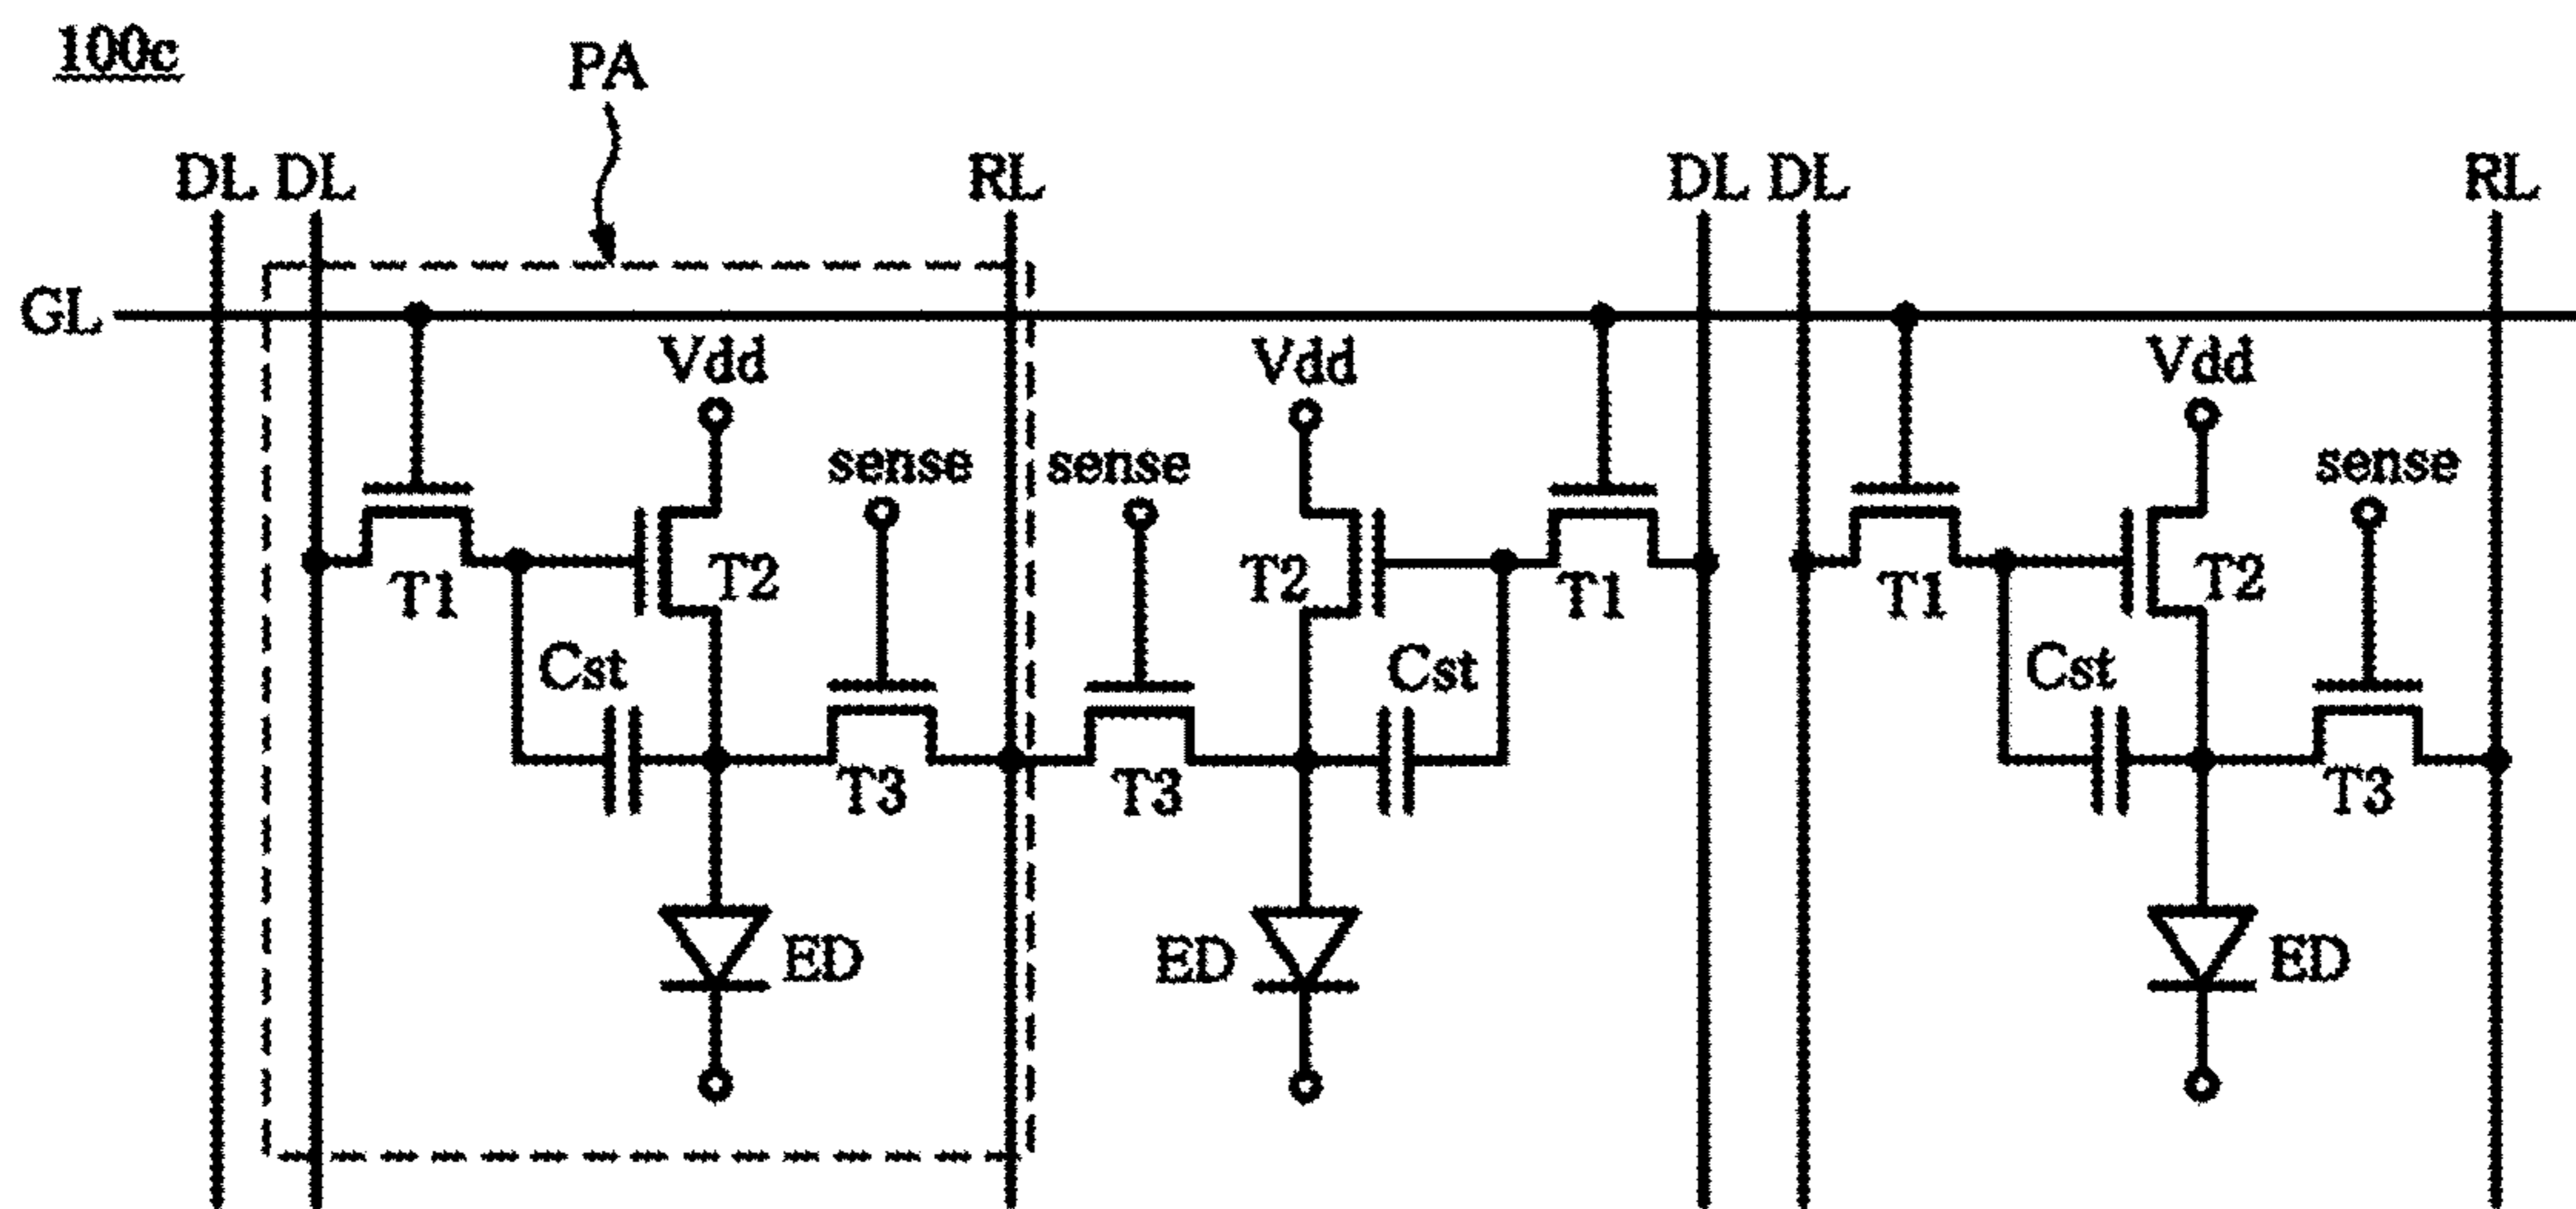 100c
PA
DL DL RL DL DL RL
GL
Vdd Vdd Vdd
sense sense sense
T1 T2 T2 T1 T1 T2
Cst Cst Cst
T3 T3 T3
ED ED ED